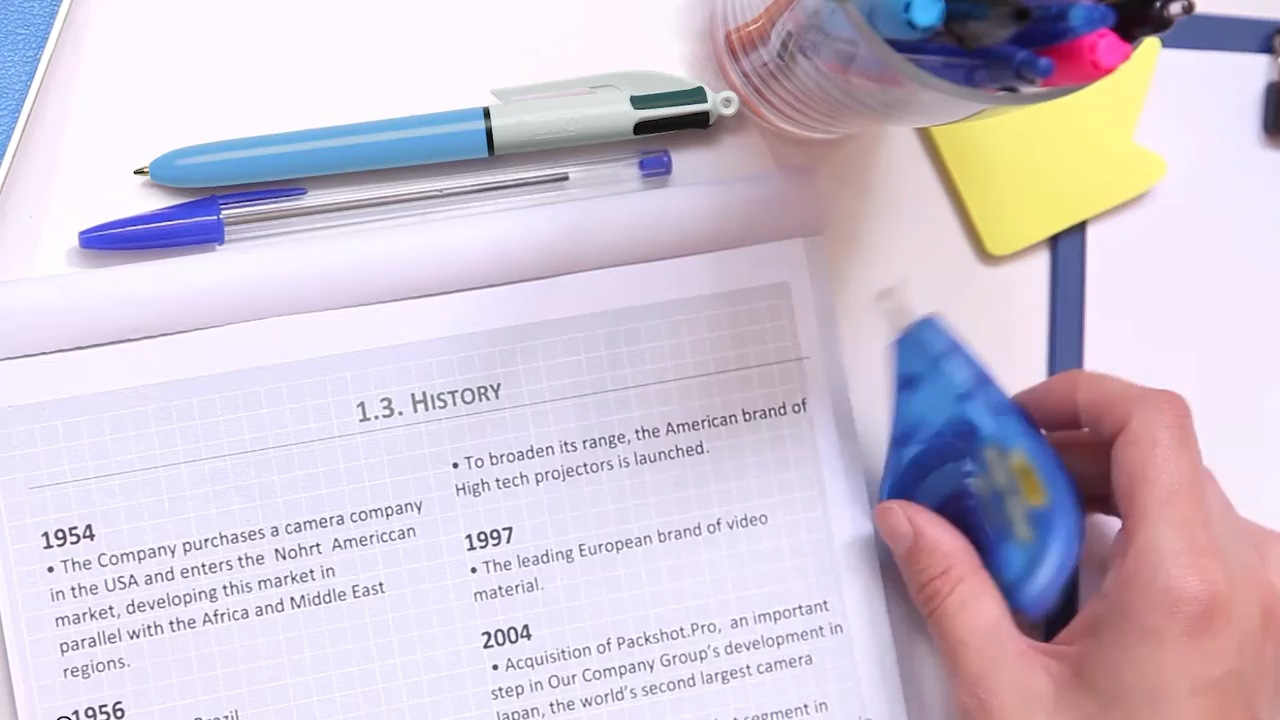 1.3. HISTORY
1954
• The Company purchases a camera company
in the USA and enters the Nohrt Americcan
market, developing this market in
parallel with the Africa and Middle East
regions.
1956
Brazil
• To broaden its range, the American brand of
High tech projectors is launched.
1997
• The leading European brand of video
material.
2004
• Acquisition of Packshot.Pro, an important
step in Our Company Group's development in
Japan, the world's second largest camera
segment in